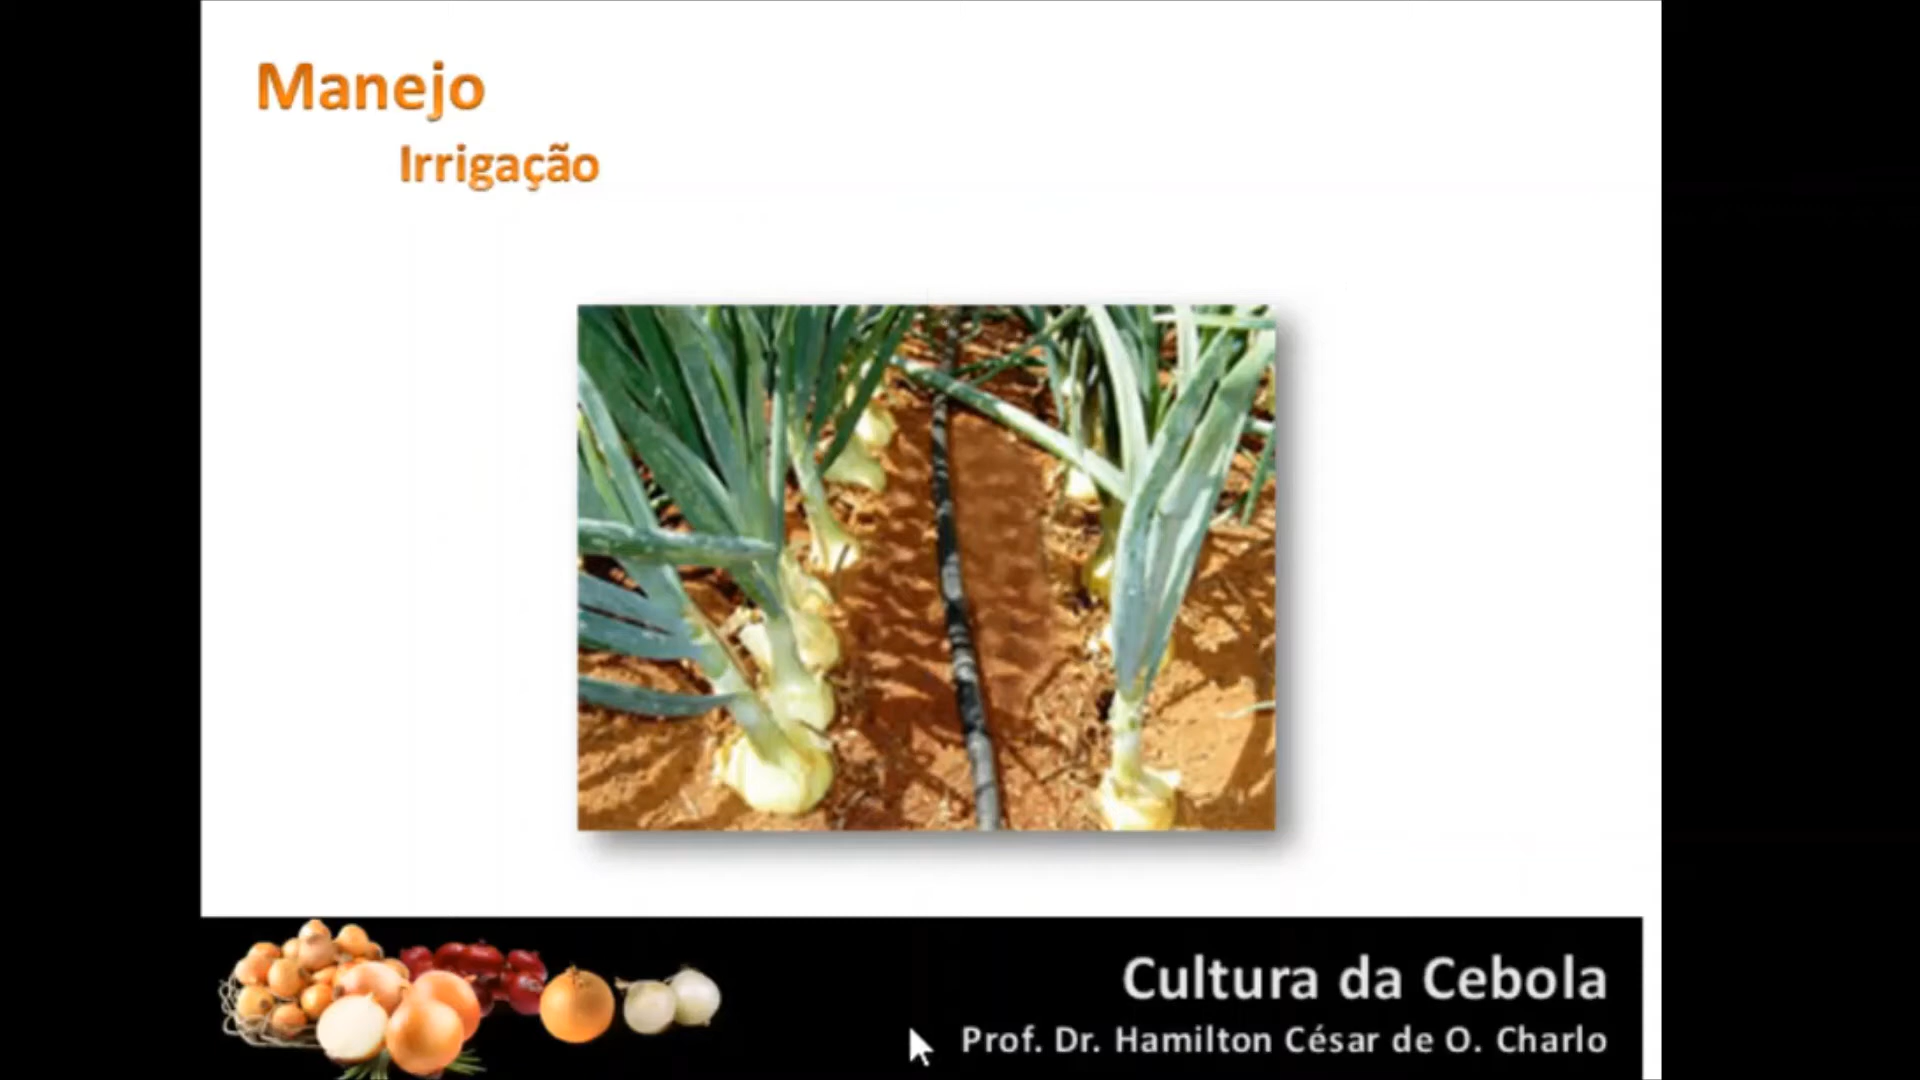 Manejo
Irrigação
Cultura da Cebola
Prof. Dr. Hamilton César de O. Charlo